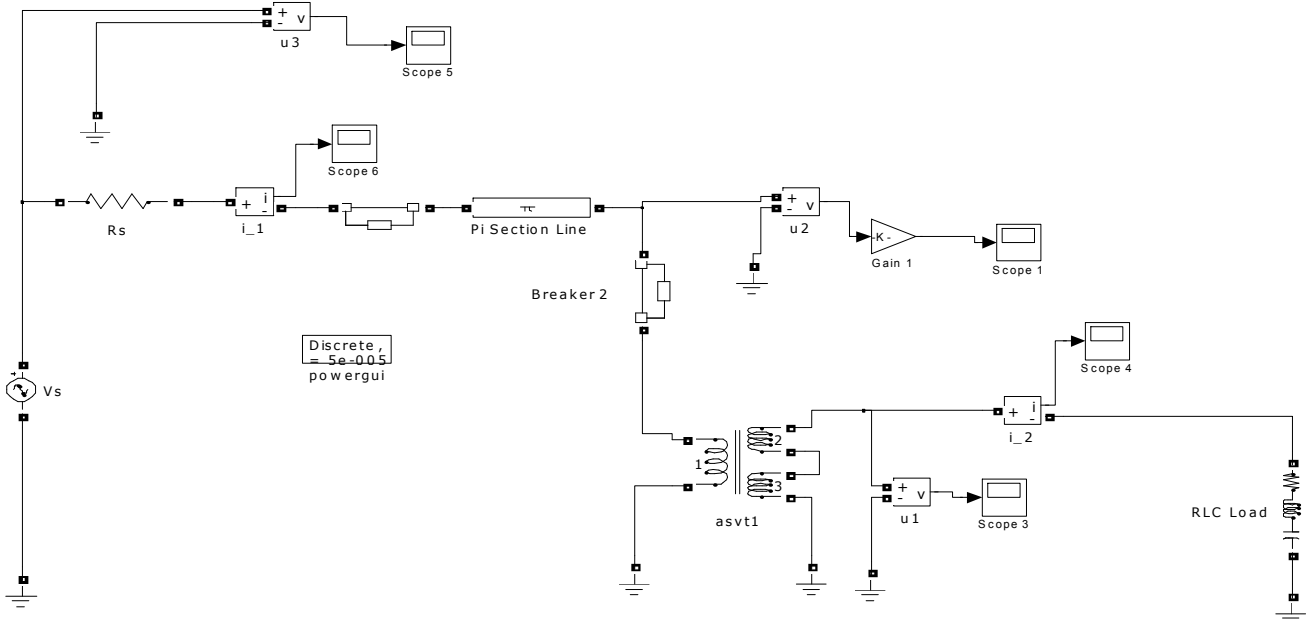 +
-
v
u3
Scope 5
Scope 6
Rs
+
i
-
i_1
π
Pi Section Line
+
-
v
u2
-K-
Gain 1
Scope 1
Breaker 2
Discrete,
= 5e-005
powergui
+
Vs
Scope 4
+
i
-
i_2
1
2
3
asvt1
+
-
v
u1
Scope 3
RLC Load